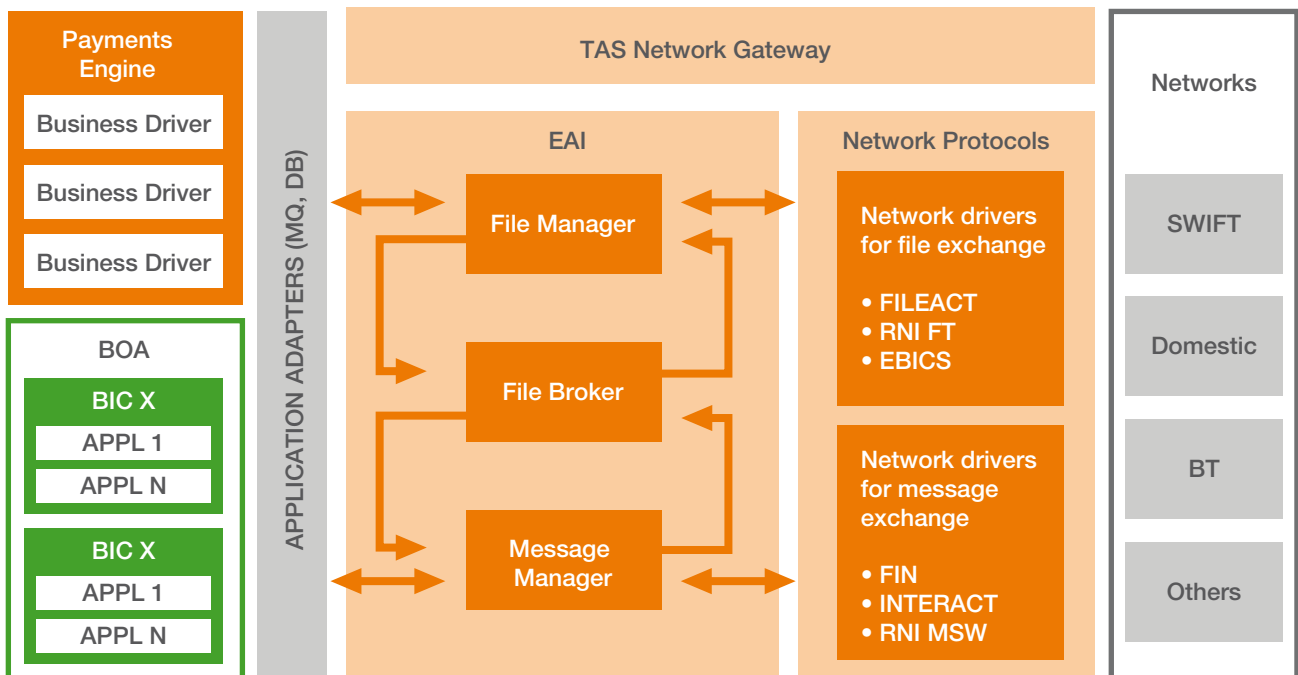 Payments
Engine
Business Driver
Business Driver
Business Driver
BOA
BIC X
APPL 1
APPL N
BIC X
APPL 1
APPL N
APPLICATION ADAPTERS (MQ, DB)
TAS Network Gateway
EAI
File Manager
File Broker
Message
Manager
Network Protocols
Network drivers
for file exchange
• FILEACT
• RNI FT
• EBICS
Network drivers
for message
exchange
• FIN
• INTERACT
• RNI MSW
Networks
SWIFT
Domestic
BT
Others